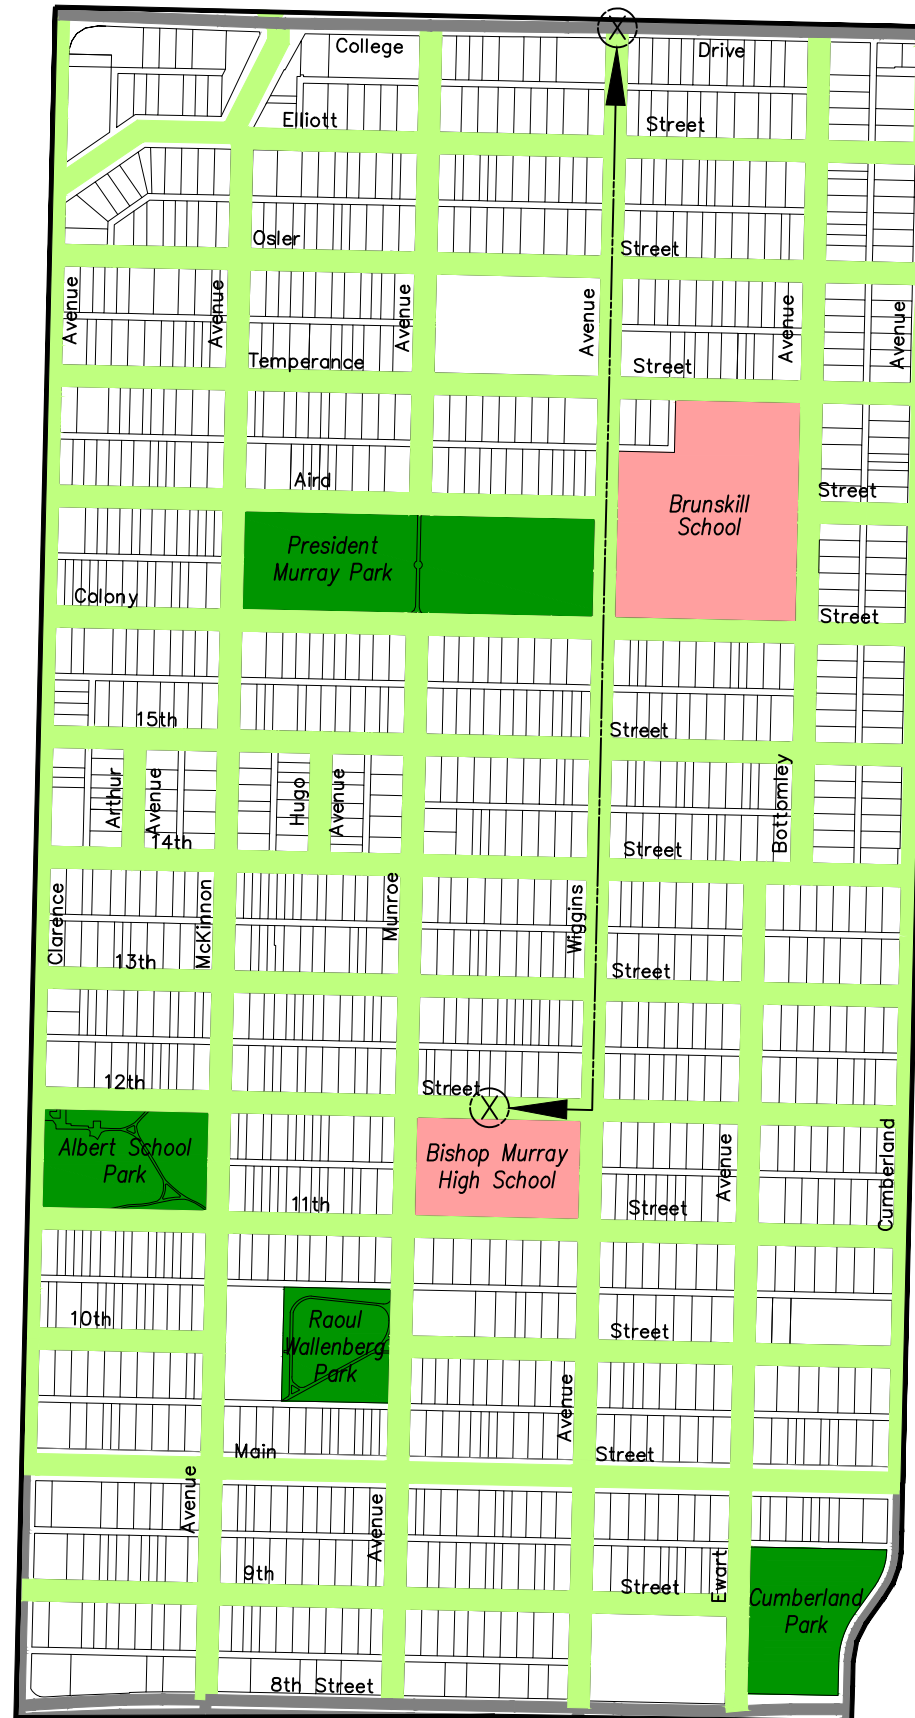 X
College
Drive
Elliott
Street
Osler
Street
Avenue
Avenue
Avenue
Avenue
Avenue
Avenue
Temperance
Street
Aird
Street
Brunskill
School
President
Murray Park
Colony
Street
15th
Street
Arthur
Avenue
Hugo
Avenue
Bottomley
14th
Street
Clarence
McKinnon
Munroe
Wiggins
13th
Street
12th
Street
X
Albert School
Park
Bishop Murray
High School
Avenue
Cumberland
11th
Street
10th
Raoul
Wallenberg
Park
Street
Avenue
Main
Street
Avenue
Avenue
9th
Street
Ewart
Cumberland
Park
8th Street